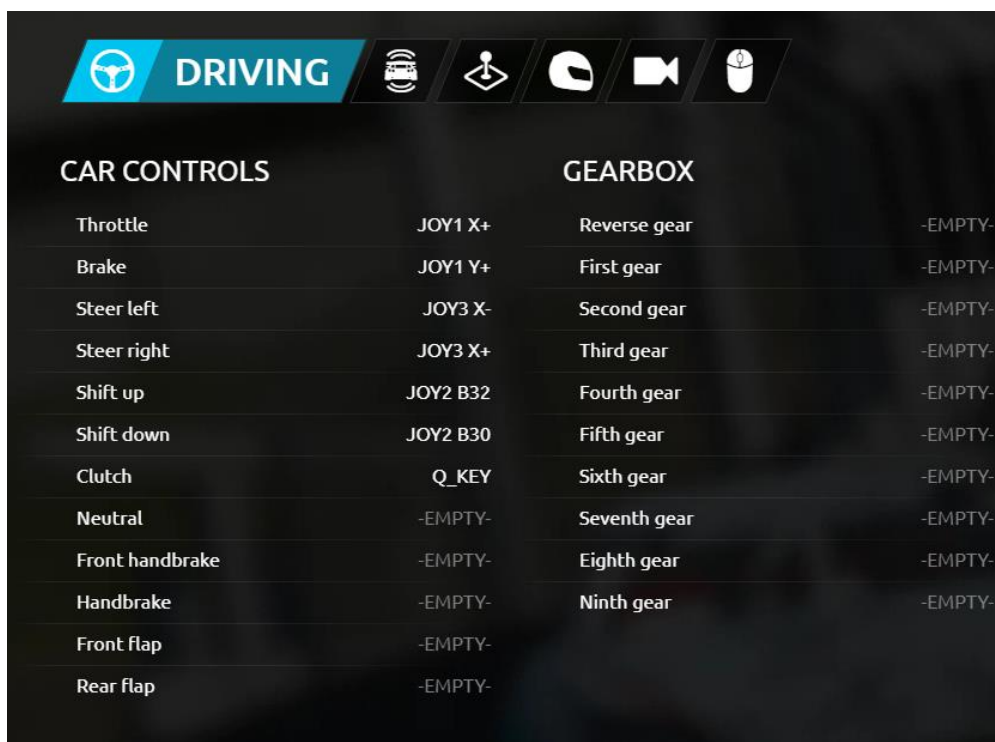 DRIVING
CAR CONTROLS
Throttle JOY1 X+
Brake JOY1 Y+
Steer left JOY3 X-
Steer right JOY3 X+
Shift up JOY2 B32
Shift down JOY2 B30
Clutch Q_KEY
Neutral -EMPTY-
Front handbrake -EMPTY-
Handbrake -EMPTY-
Front flap -EMPTY-
Rear flap -EMPTY-
GEARBOX
Reverse gear -EMPTY-
First gear -EMPTY-
Second gear -EMPTY-
Third gear -EMPTY-
Fourth gear -EMPTY-
Fifth gear -EMPTY-
Sixth gear -EMPTY-
Seventh gear -EMPTY-
Eighth gear -EMPTY-
Ninth gear -EMPTY-